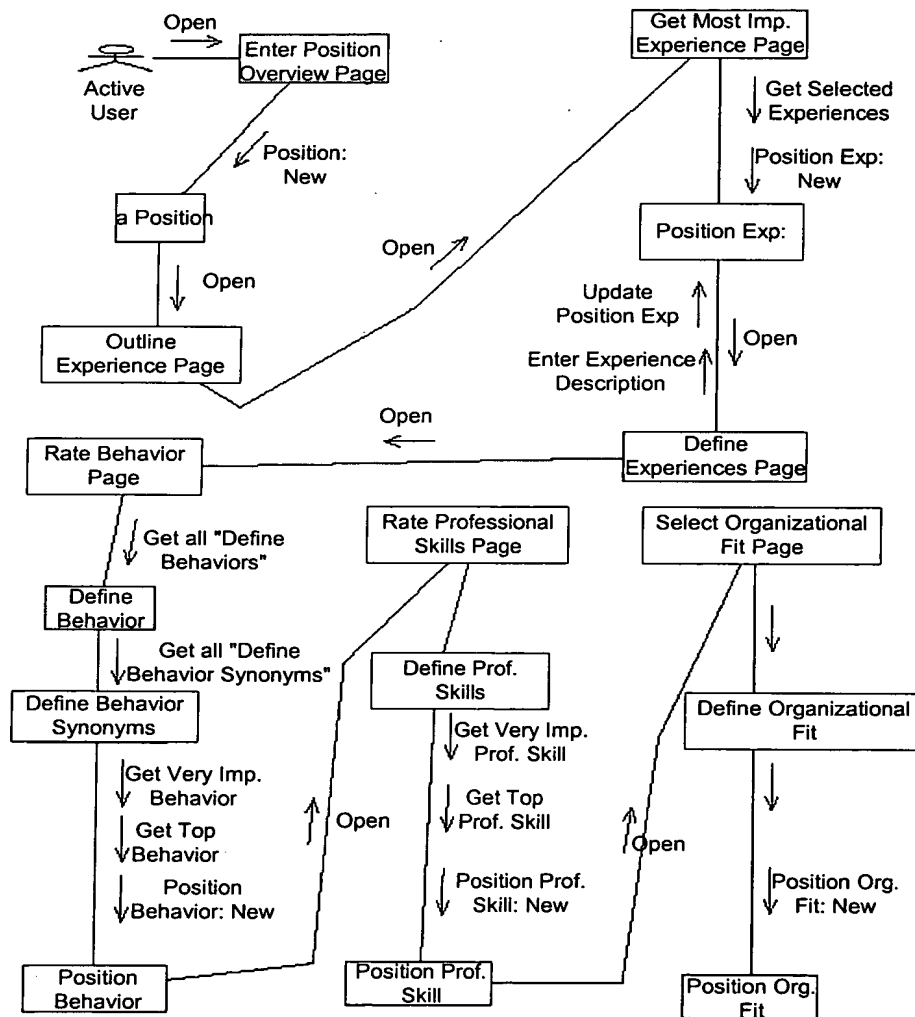 Open
Enter Position
Overview Page
Active
User
Position:
New
a Position
Open
Outline
Experience Page
Open
Get Most Imp.
Experience Page
Get Selected
Experiences
Position Exp:
New
Position Exp:
Update
Position Exp
Open
Enter Experience
Description
Define
Experiences Page
Open
Rate Behavior
Page
Get all "Define
Behaviors"
Define
Behavior
Get all "Define
Behavior Synonyms"
Define Behavior
Synonyms
Get Very Imp.
Behavior
Get Top
Behavior
Position
Behavior: New
Position
Behavior
Open
Rate Professional
Skills Page
Define Prof.
Skills
Get Very Imp.
Prof. Skill
Get Top
Prof. Skill
Position Prof.
Skill: New
Position Prof.
Skill
Open
Select Organizational
Fit Page
Define Organizational
Fit
Position Org.
Fit: New
Position Org.
Fit